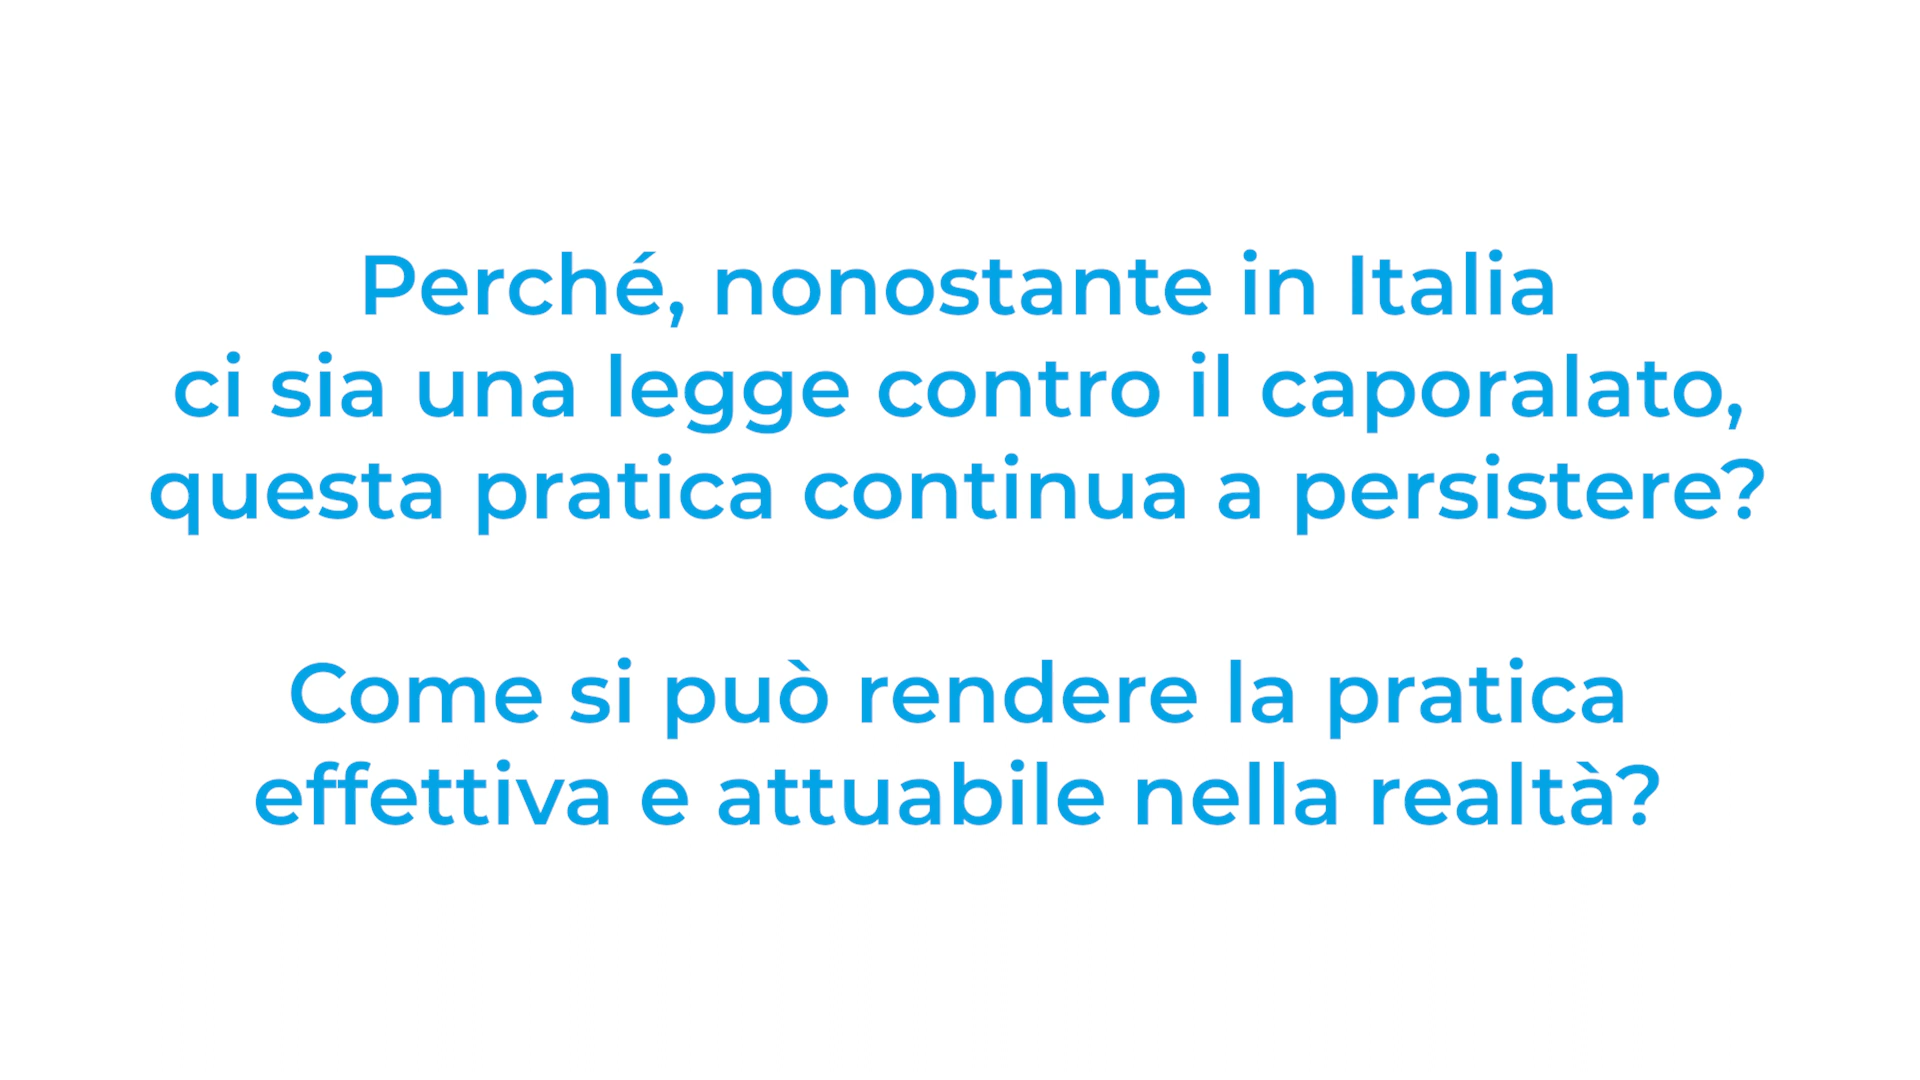 Perché, nonostante in Italia
ci sia una legge contro il caporalato,
questa pratica continua a persistere?
Come si può rendere la pratica
effettiva e attuabile nella realtà?